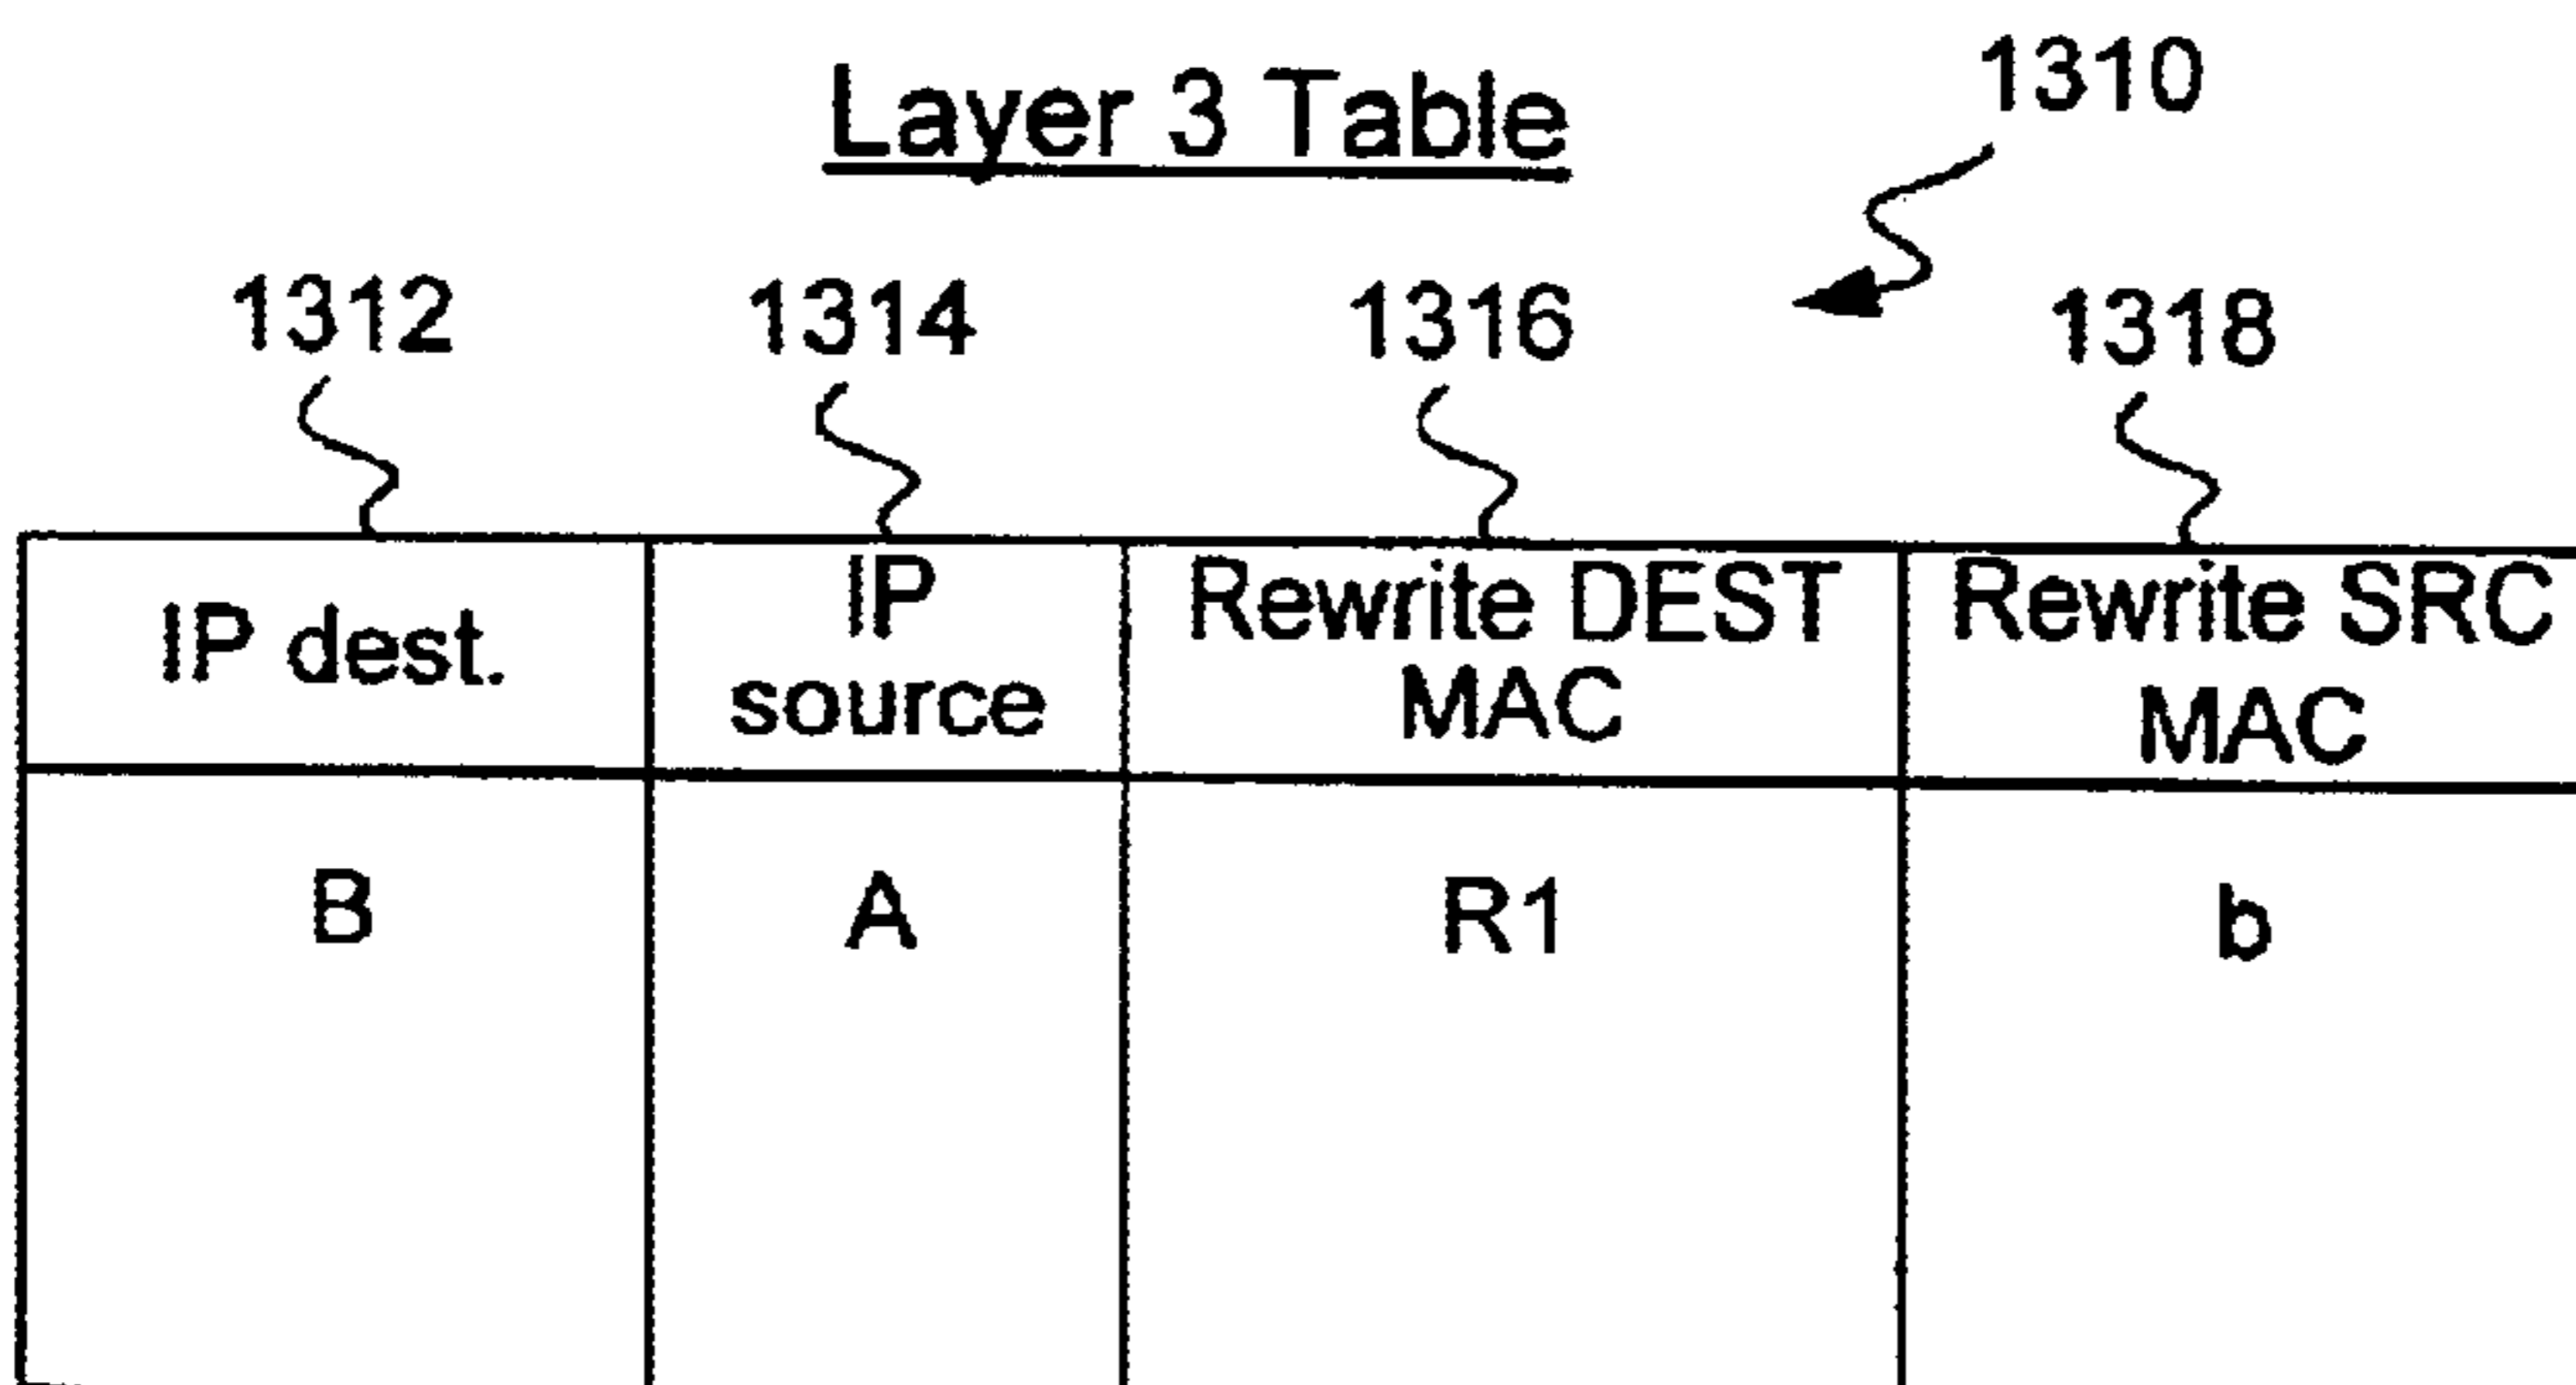 Layer 3 Table
1310
1312 1314 1316 1318
IP dest. IP source Rewrite DEST MAC Rewrite SRC MAC
B A R1 b